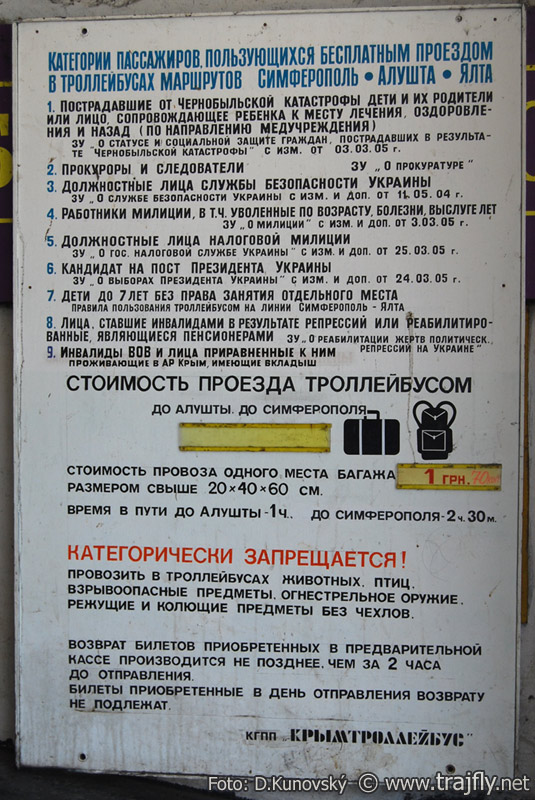 КАТЕГОРИИ ПАССАЖИРОВ, ПОЛЬЗУЮЩИХСЯ БЕСПЛАТНЫМ ПРОЕЗДОМ
В ТРОЛЛЕЙБУСАХ МАРШРУТОВ СИМФЕРОПОЛЬ • АЛУШТА • ЯЛТА
1. ПОСТРАДАВШИЕ ОТ ЧЕРНОБЫЛЬСКОЙ КАТАСТРОФЫ ДЕТИ И ИХ РОДИТЕЛИ
ИЛИ ЛИЦО, СОПРОВОЖДАЮЩЕЕ РЕБЕНКА К МЕСТУ ЛЕЧЕНИЯ, ОЗДОРОВЛЕ-
НИЯ И НАЗАД (ПО НАПРАВЛЕНИЮ МЕДУЧРЕЖДЕНИЯ)
ЗУ „О СТАТУСЕ И СОЦИАЛЬНОЙ ЗАЩИТЕ ГРАЖДАН, ПОСТРАДАВШИХ В РЕЗУЛЬТА-
ТЕ ЧЕРНОБЫЛЬСКОЙ КАТАСТРОФЫ" С ИЗМ. ОТ 03.03.05 г.
2. ПРОКУРОРЫ И СЛЕДОВАТЕЛИ ЗУ „О ПРОКУРАТУРЕ"
3. ДОЛЖНОСТНЫЕ ЛИЦА СЛУЖБЫ БЕЗОПАСНОСТИ УКРАИНЫ
ЗУ „О СЛУЖБЕ БЕЗОПАСНОСТИ УКРАИНЫ" С ИЗМ. И ДОП. ОТ 11.05.04 г.
4. РАБОТНИКИ МИЛИЦИИ, В Т.Ч. УВОЛЕННЫЕ ПО ВОЗРАСТУ, БОЛЕЗНИ, ВЫСЛУГЕ ЛЕТ
ЗУ „О МИЛИЦИИ" С ИЗМ. И ДОП. ОТ 3.03.05 г.
5. ДОЛЖНОСТНЫЕ ЛИЦА НАЛОГОВОЙ МИЛИЦИИ
ЗУ „О ГОС. НАЛОГОВОЙ СЛУЖБЕ УКРАИНЫ" С ИЗМ. И ДОП. ОТ 25.03.05 г.
6. КАНДИДАТ НА ПОСТ ПРЕЗИДЕНТА УКРАИНЫ
ЗУ „О ВЫБОРАХ ПРЕЗИДЕНТА УКРАИНЫ" С ИЗМ. И ДОП. ОТ 24.03.05 г.
7. ДЕТИ ДО 7 ЛЕТ БЕЗ ПРАВА ЗАНЯТИЯ ОТДЕЛЬНОГО МЕСТА
ПРАВИЛА ПОЛЬЗОВАНИЯ ТРОЛЛЕЙБУСОМ НА ЛИНИИ СИМФЕРОПОЛЬ - ЯЛТА
8. ЛИЦА, СТАВШИЕ ИНВАЛИДАМИ В РЕЗУЛЬТАТЕ РЕПРЕССИЙ ИЛИ РЕАБИЛИТИРО-
ВАННЫЕ, ЯВЛЯЮЩИЕСЯ ПЕНСИОНЕРАМИ ЗУ „О РЕАБИЛИТАЦИИ ЖЕРТВ ПОЛИТИЧЕСК.
РЕПРЕССИЙ НА УКРАИНЕ"
9. ИНВАЛИДЫ ВОВ И ЛИЦА ПРИРАВНЕННЫЕ К НИМ
ПРОЖИВАЮЩИЕ В АР КРЫМ, ИМЕЮЩИЕ ВКЛАДЫШ
СТОИМОСТЬ ПРОЕЗДА ТРОЛЛЕЙБУСОМ
ДО АЛУШТЫ. ДО СИМФЕРОПОЛЯ
СТОИМОСТЬ ПРОВОЗА ОДНОГО МЕСТА БАГАЖА 1 ГРН.
РАЗМЕРОМ СВЫШЕ 20×40×60 СМ.
ВРЕМЯ В ПУТИ ДО АЛУШТЫ-1Ч.. ДО СИМФЕРОПОЛЯ-2 Ч. 30 М.
КАТЕГОРИЧЕСКИ ЗАПРЕЩАЕТСЯ!
ПРОВОЗИТЬ В ТРОЛЛЕЙБУСАХ ЖИВОТНЫХ, ПТИЦ,
ВЗРЫВООПАСНЫЕ ПРЕДМЕТЫ, ОГНЕСТРЕЛЬНОЕ ОРУЖИЕ,
РЕЖУЩИЕ И КОЛЮЩИЕ ПРЕДМЕТЫ БЕЗ ЧЕХЛОВ.
ВОЗВРАТ БИЛЕТОВ ПРИОБРЕТЕННЫХ В ПРЕДВАРИТЕЛЬНОЙ
КАССЕ ПРОИЗВОДИТСЯ НЕ ПОЗДНЕЕ, ЧЕМ ЗА 2 ЧАСА
ДО ОТПРАВЛЕНИЯ.
БИЛЕТЫ ПРИОБРЕТЕННЫЕ В ДЕНЬ ОТПРАВЛЕНИЯ ВОЗВРАТУ
НЕ ПОДЛЕЖАТ.
КГПП „КРЫМТРОЛЛЕЙБУС"
Foto: D.Kunovský © www.trajfly.net